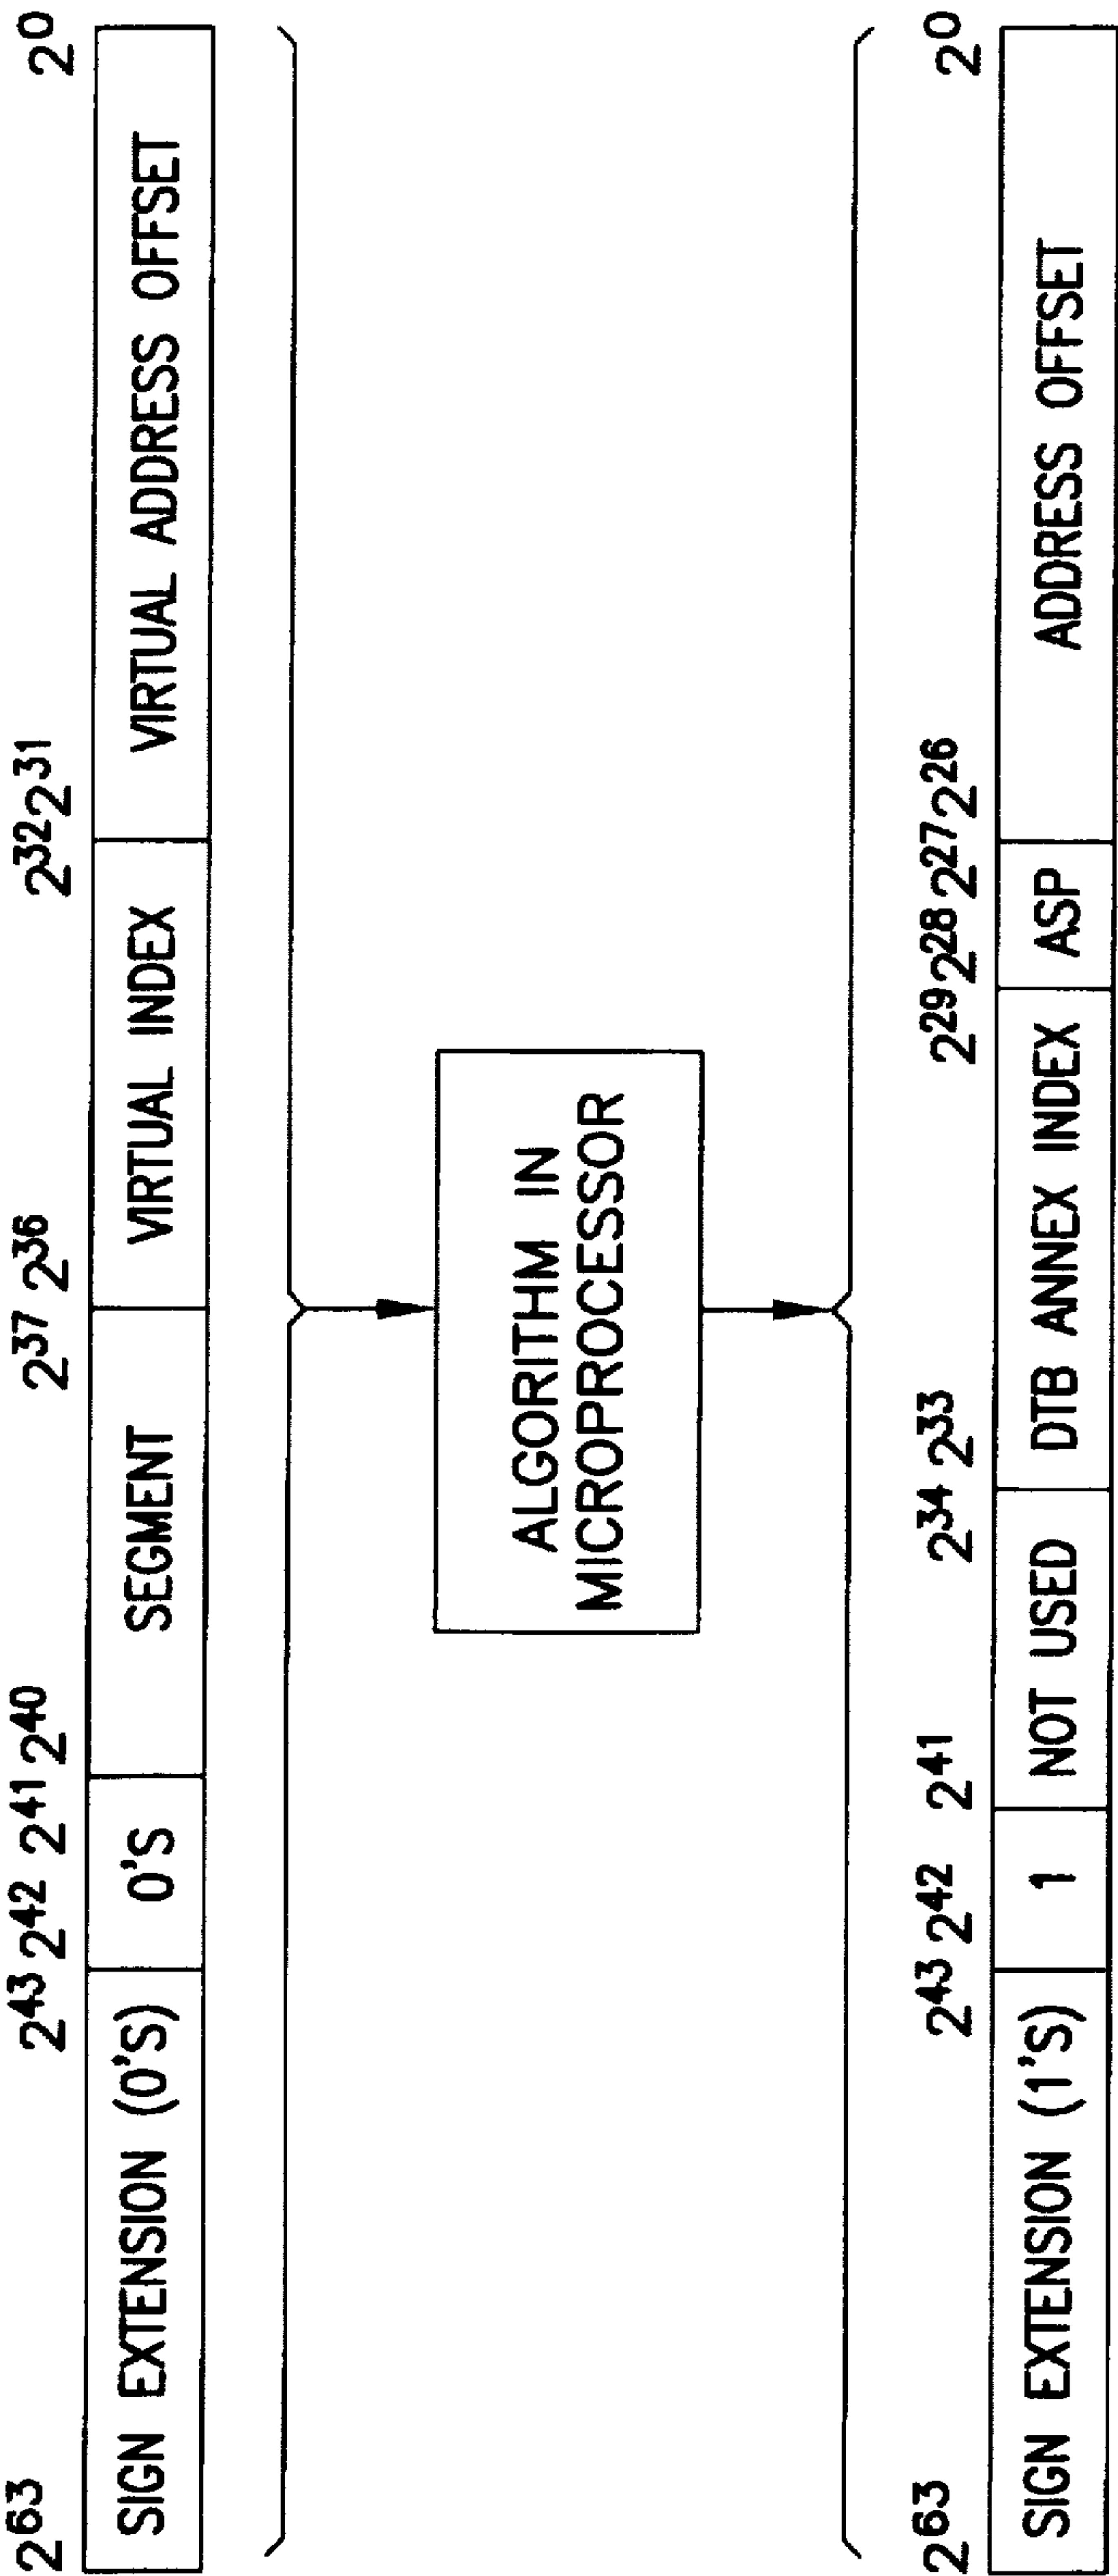 2^63 2^43 2^42 2^41 2^40 2^37 2^36 2^32 2^31 2^0
SIGN EXTENSION (0'S) 0'S SEGMENT VIRTUAL INDEX VIRTUAL ADDRESS OFFSET
ALGORITHM IN
MICROPROCESSOR
2^63 2^43 2^42 2^41 2^34 2^33 2^29 2^28 2^27 2^26 2^0
SIGN EXTENSION (1'S) 1 NOT USED DTB ANNEX INDEX ASP ADDRESS OFFSET